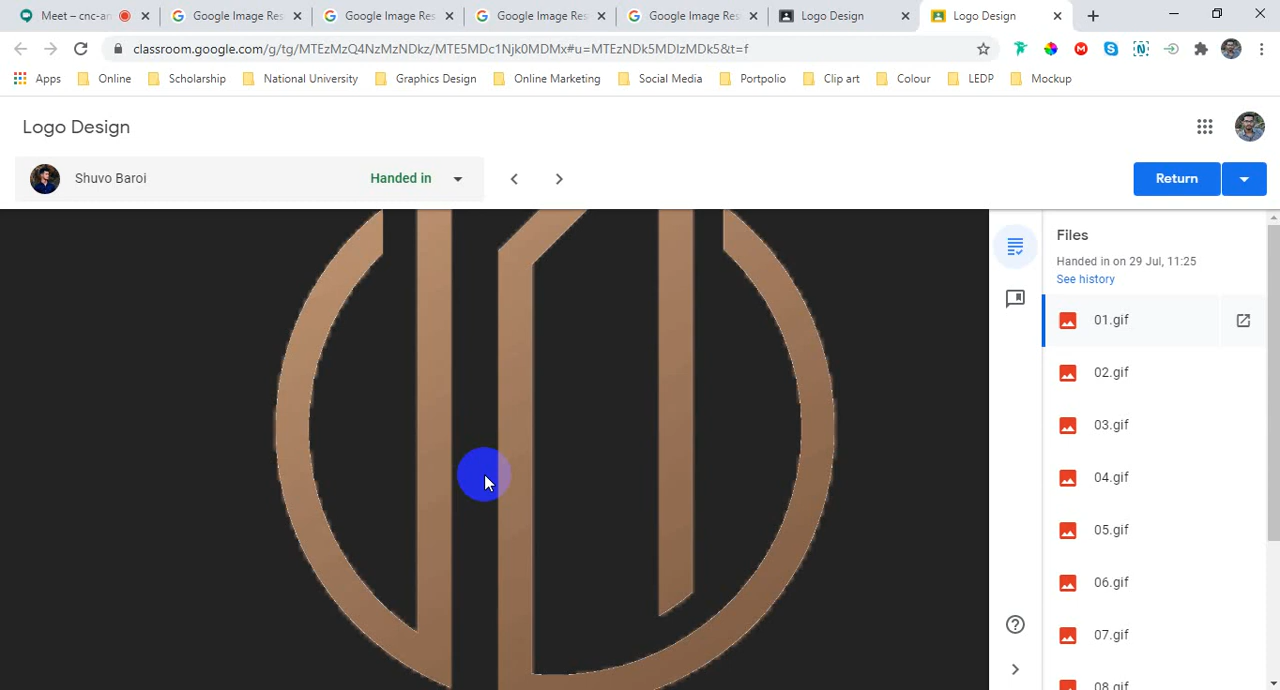 Meet – cnc-an
Google Image Res
Google Image Res
Google Image Res
Google Image Res
Logo Design
Logo Design
classroom.google.com/g/tg/MTEzMzQ4NzMzNDkz/MTE5MDc1Njk0MDMx#u=MTEzNDk5MDIzMDk5&t=f
Apps
Online
Scholarship
National University
Graphics Design
Online Marketing
Social Media
Portpolio
Clip art
Colour
LEDP
Mockup
Logo Design
Shuvo Baroi
Handed in
Return
Files
Handed in on 29 Jul, 11:25
See history
01.gif
02.gif
03.gif
04.gif
05.gif
06.gif
07.gif
08.gif